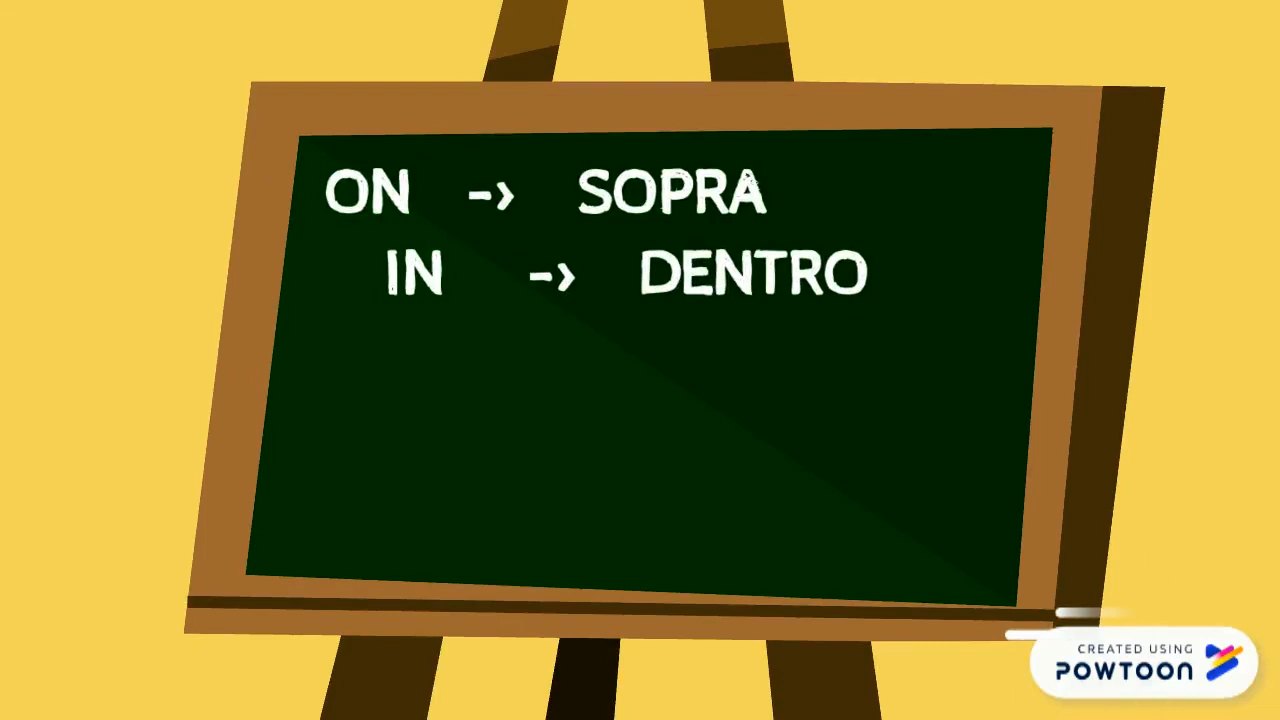 ON -> SOPRA
IN -> DENTRO
CREATED USING
POWTOON